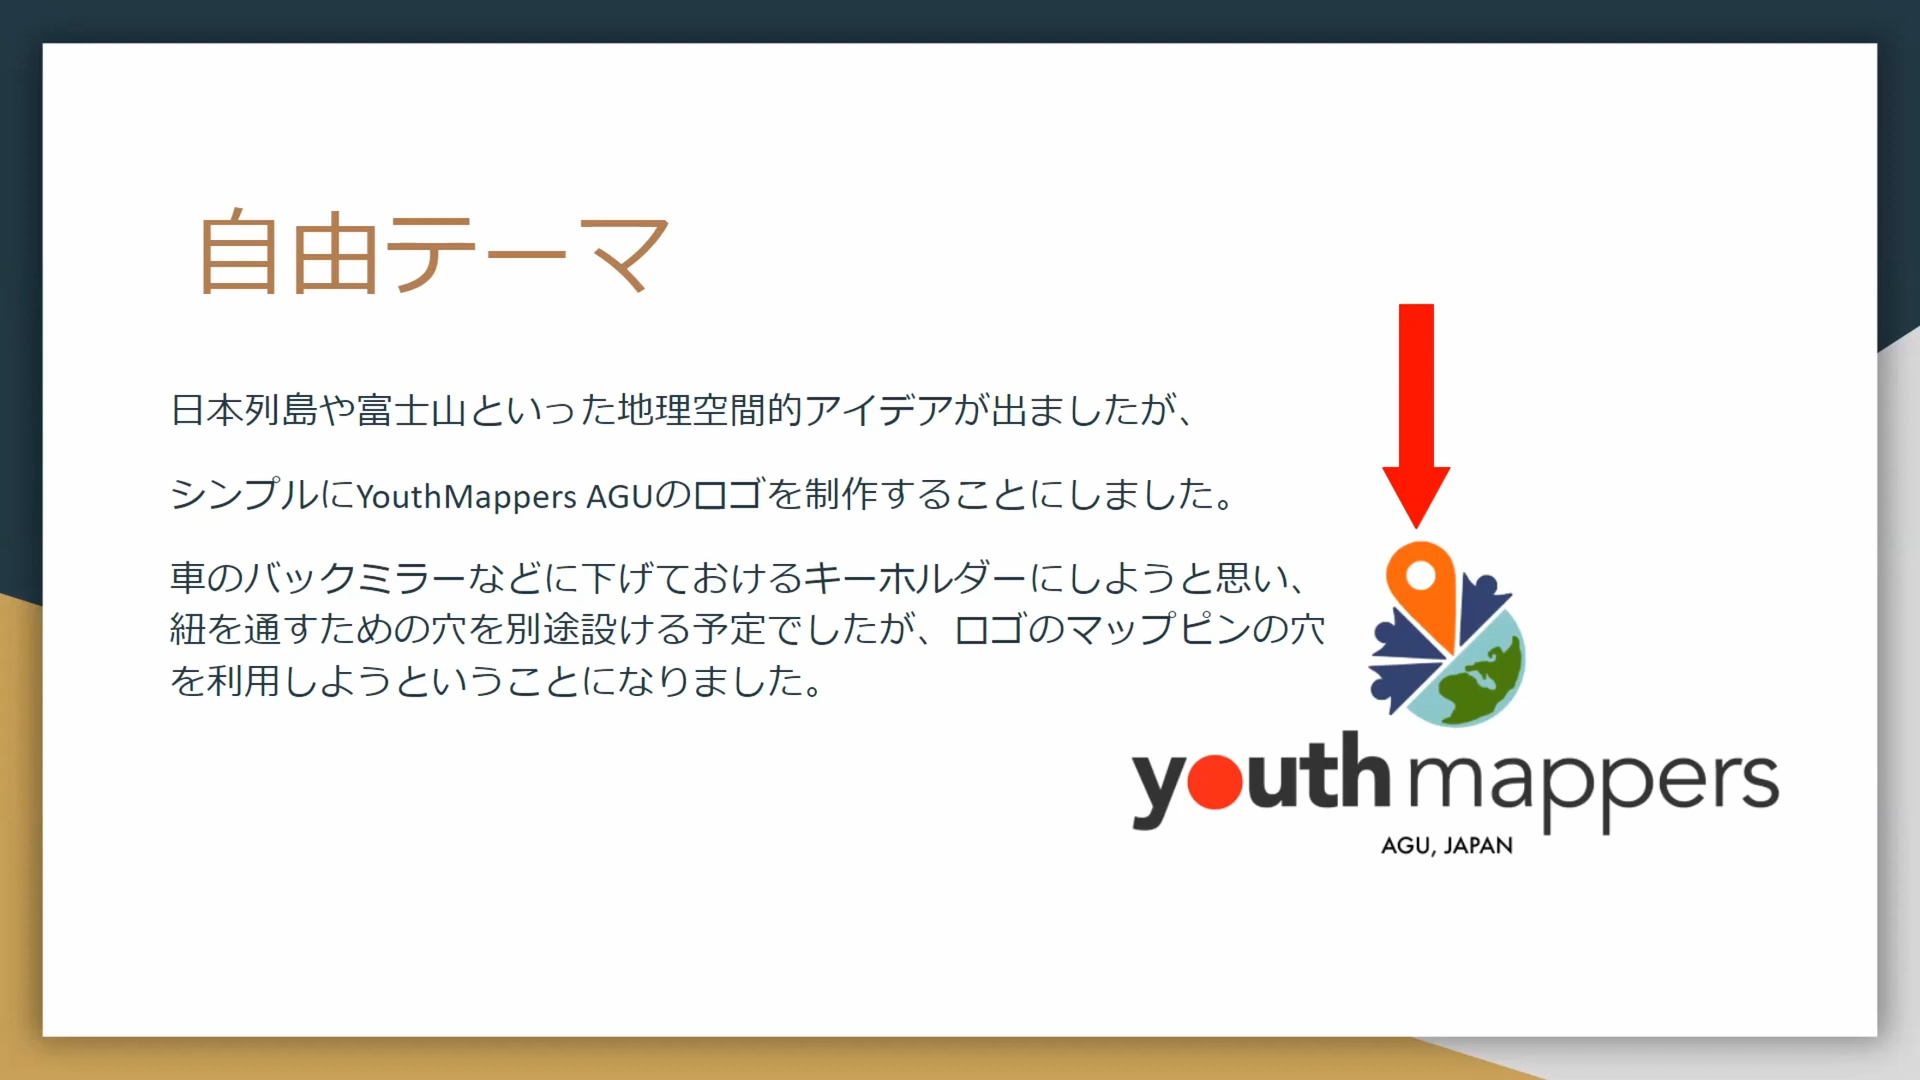 自由テーマ
日本列島や富士山といった地理空間的アイデアが出ましたが、
シンプルにYouthMappers AGUのロゴを制作することにしました。
車のバックミラーなどに下げておけるキーホルダーにしようと思い、
紐を通すための穴を別途設ける予定でしたが、ロゴのマップピンの穴
を利用しようということになりました。
youthmappers
AGU, JAPAN